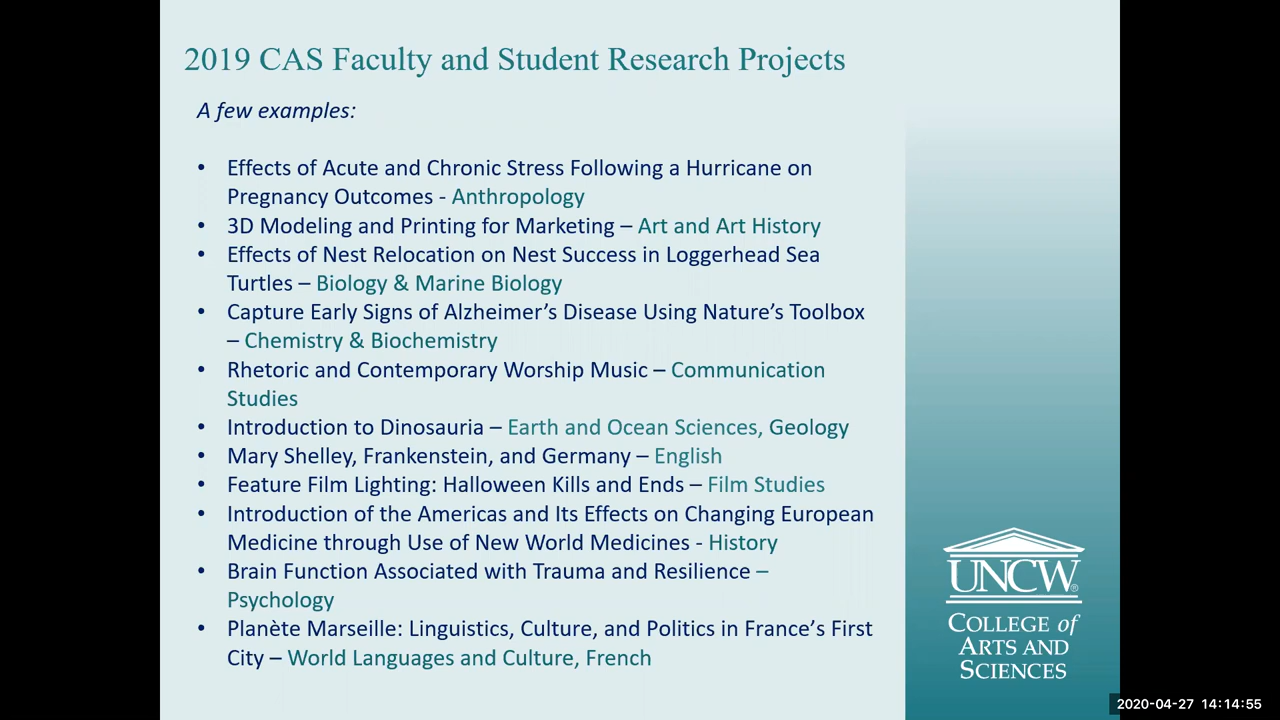 2019 CAS Faculty and Student Research Projects
A few examples:
• Effects of Acute and Chronic Stress Following a Hurricane on
Pregnancy Outcomes - Anthropology
• 3D Modeling and Printing for Marketing – Art and Art History
• Effects of Nest Relocation on Nest Success in Loggerhead Sea
Turtles – Biology & Marine Biology
• Capture Early Signs of Alzheimer’s Disease Using Nature’s Toolbox
– Chemistry & Biochemistry
• Rhetoric and Contemporary Worship Music – Communication
Studies
• Introduction to Dinosauria – Earth and Ocean Sciences, Geology
• Mary Shelley, Frankenstein, and Germany – English
• Feature Film Lighting: Halloween Kills and Ends – Film Studies
• Introduction of the Americas and Its Effects on Changing European
Medicine through Use of New World Medicines - History
• Brain Function Associated with Trauma and Resilience –
Psychology
• Planète Marseille: Linguistics, Culture, and Politics in France’s First
City – World Languages and Culture, French
UNCW®
COLLEGE of
ARTS AND
SCIENCES
2020-04-27 14:14:55